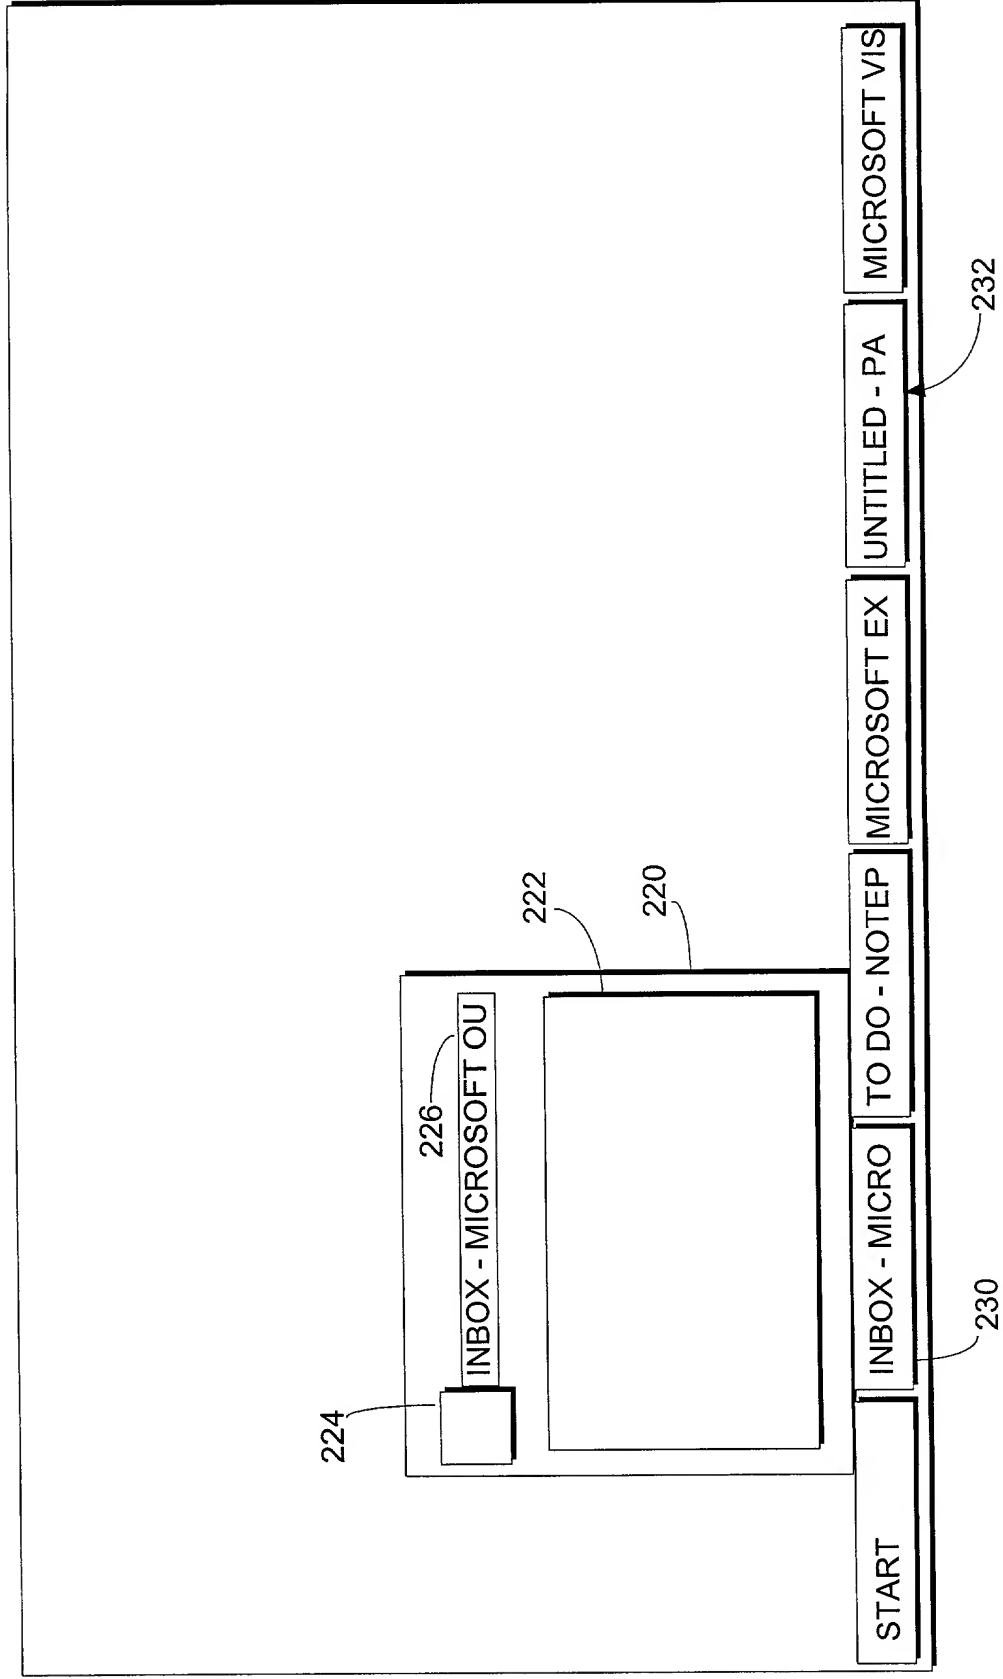 224
226
INBOX - MICROSOFT OU
222
220
START
INBOX - MICRO
TO DO - NOTEP
MICROSOFT EX
UNTITLED - PA
MICROSOFT VIS
230
232